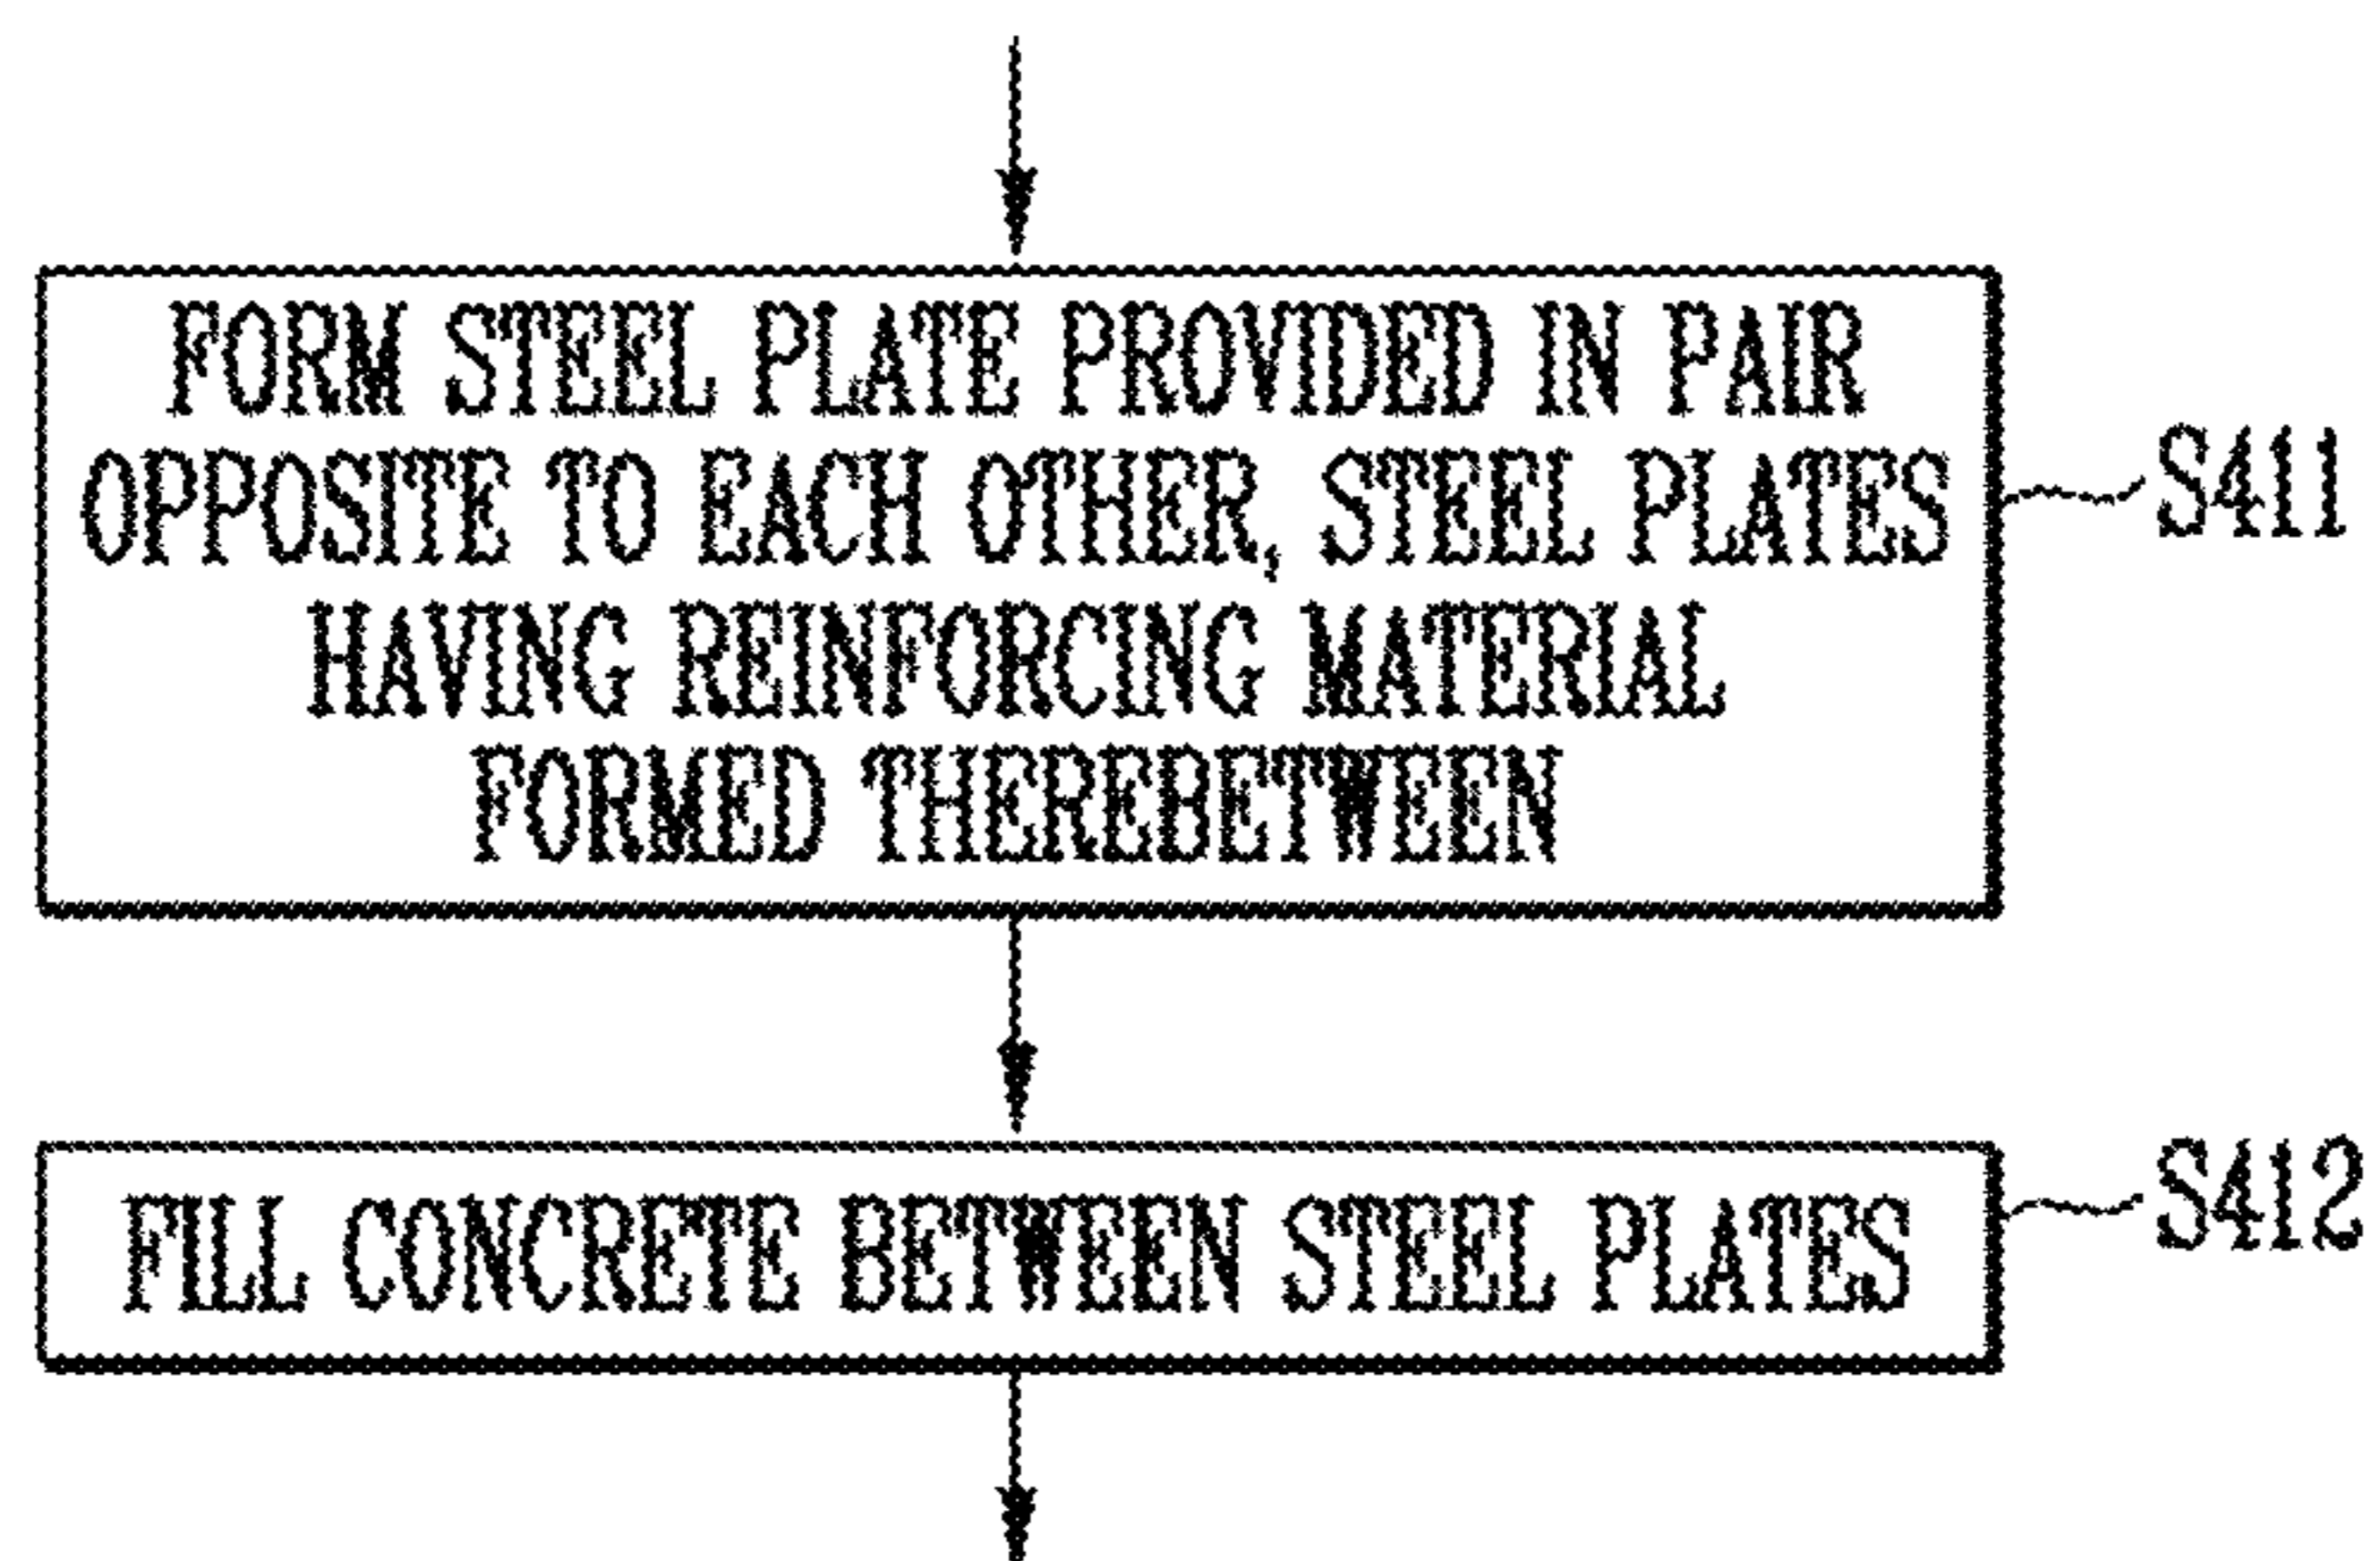 FORM STEEL PLATE PROVIDED IN PAIR
OPPOSITE TO EACH OTHER, STEEL PLATES
HAVING REINFORCING MATERIAL
FORMED THEREBETWEEN
S411
FILL CONCRETE BETWEEN STEEL PLATES
S412